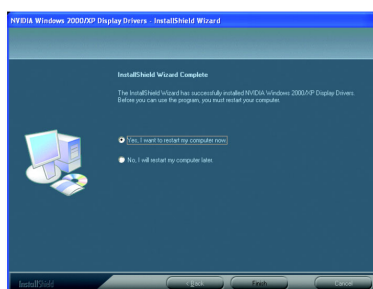 NVIDIA Windows 2000/XP Display Drivers - InstallShield Wizard
InstallShield Wizard Complete
The InstallShield Wizard has successfully installed NVIDIA Windows 2000/XP Display Drivers.
Before you can use the program, you must restart your computer.
Yes, I want to restart my computer now.
No, I will restart my computer later.
InstallShield
< Back
Finish
Cancel